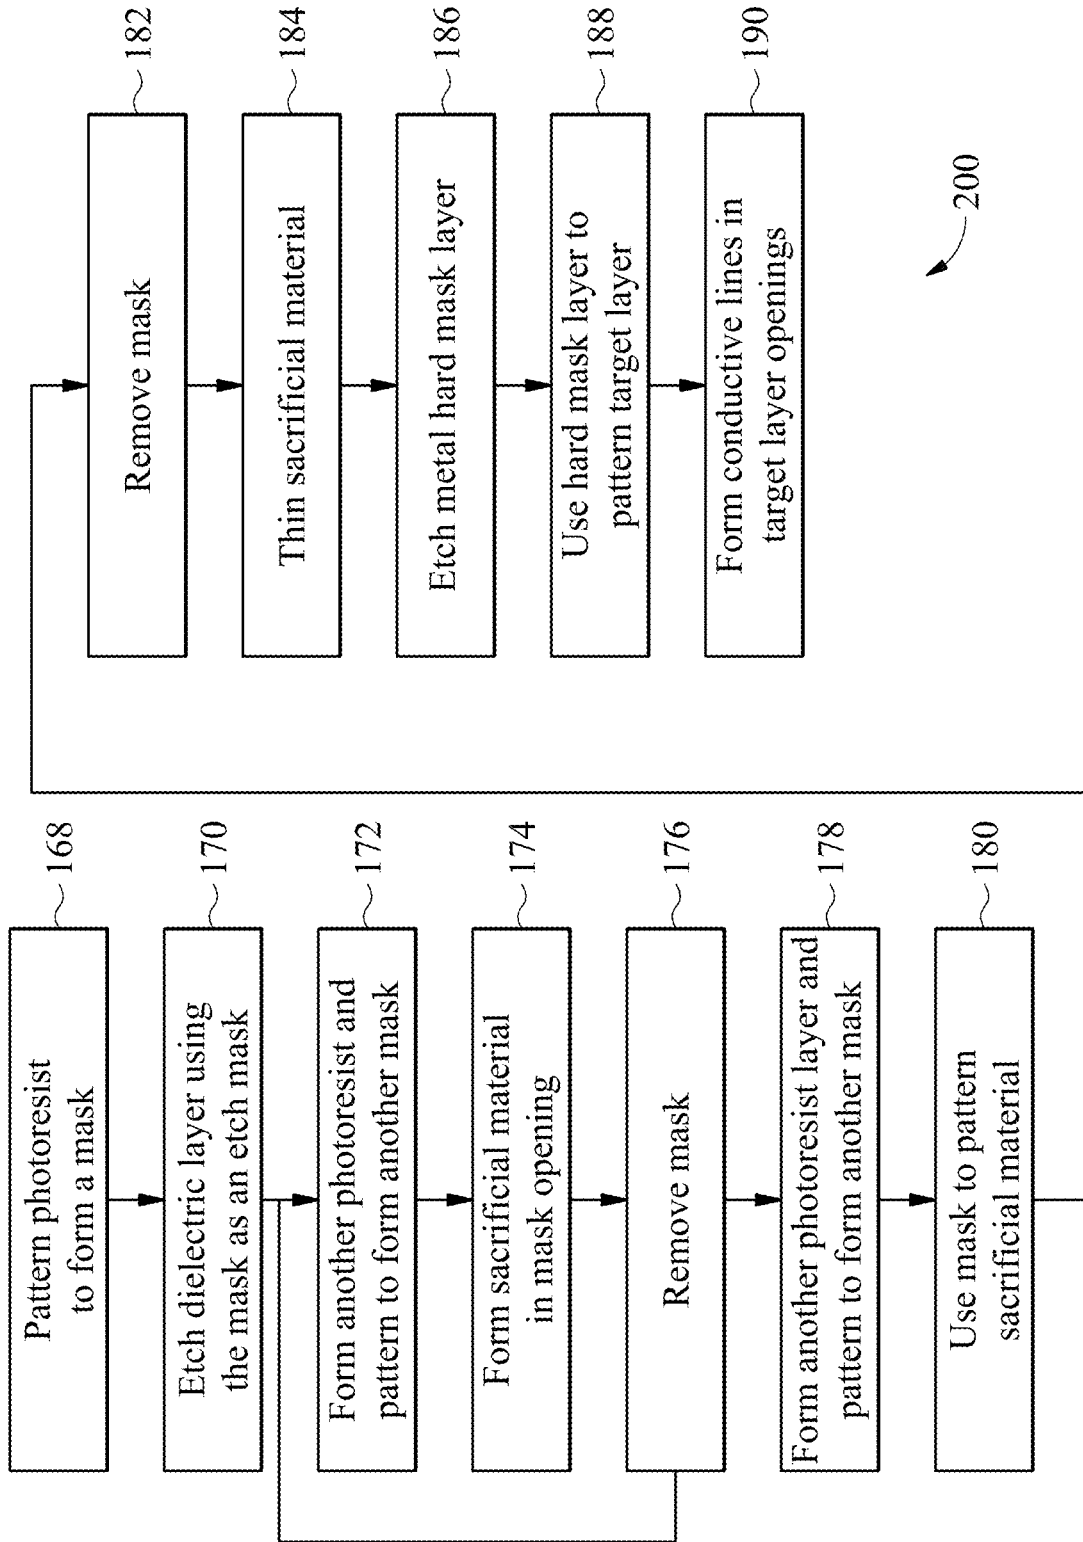 Pattern photoresist
to form a mask
168
Etch dielectric layer using
the mask as an etch mask
170
Form another photoresist and
pattern to form another mask
172
Form sacrificial material
in mask opening
174
Remove mask
176
Form another photoresist layer and
pattern to form another mask
178
Use mask to pattern
sacrificial material
180
Remove mask
182
Thin sacrificial material
184
Etch metal hard mask layer
186
Use hard mask layer to
pattern target layer
188
Form conductive lines in
target layer openings
190
200